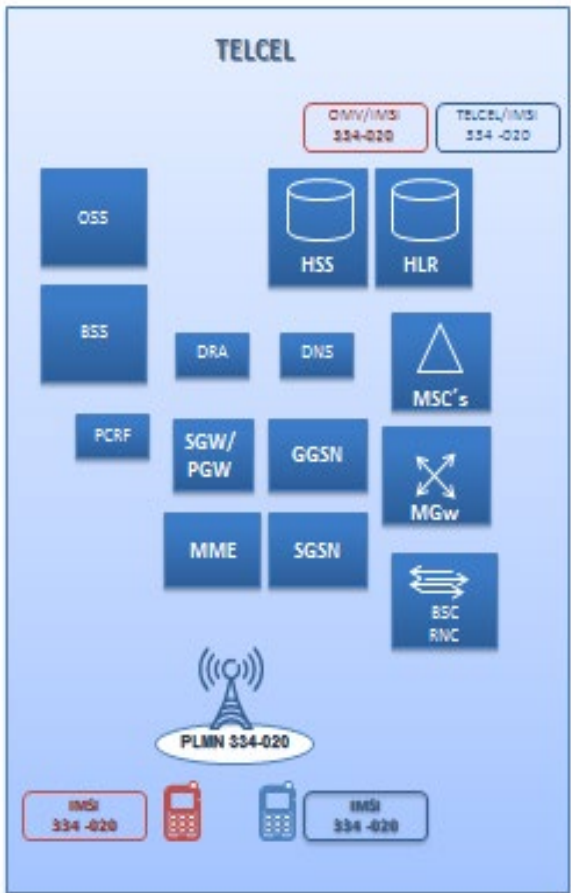 TELCEL
OMV/IMSI
334-020
TELCEL/IMSI
334 -020
OSS
HSS
HLR
BSS
DRA
DNS
MSC´s
PCRF
SGW/
PGW
GGSN
MGw
MME
SGSN
BSC
RNC
PLMN 334-020
IMSI
334 -020
IMSI
334 -020